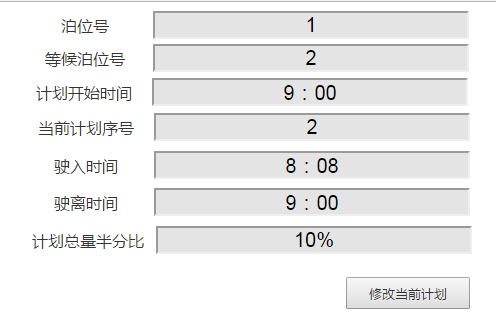 泊位号 1
等候泊位号 2
计划开始时间 9：00
当前计划序号 2
驶入时间 8：08
驶离时间 9：00
计划总量半分比 10%
修改当前计划